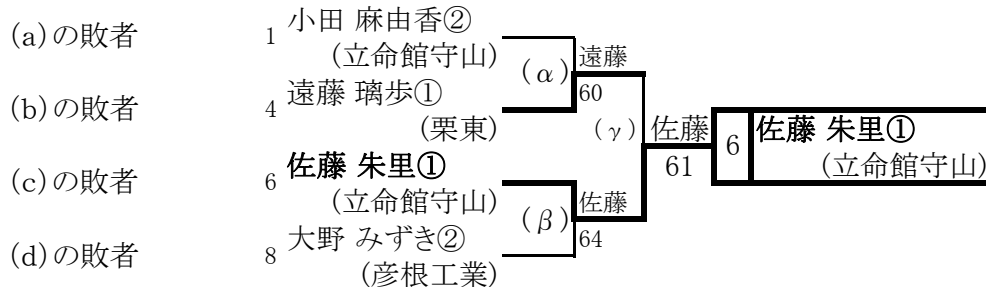 (a)の敗者 1 小田 麻由香②
(立命館守山)
(α) 遠藤
60
(b)の敗者 4 遠藤 璃歩①
(栗東)
(γ) 佐藤
61
6 佐藤 朱里①
(立命館守山)
(c)の敗者 6 佐藤 朱里①
(立命館守山)
(β) 佐藤
64
(d)の敗者 8 大野 みずき②
(彦根工業)